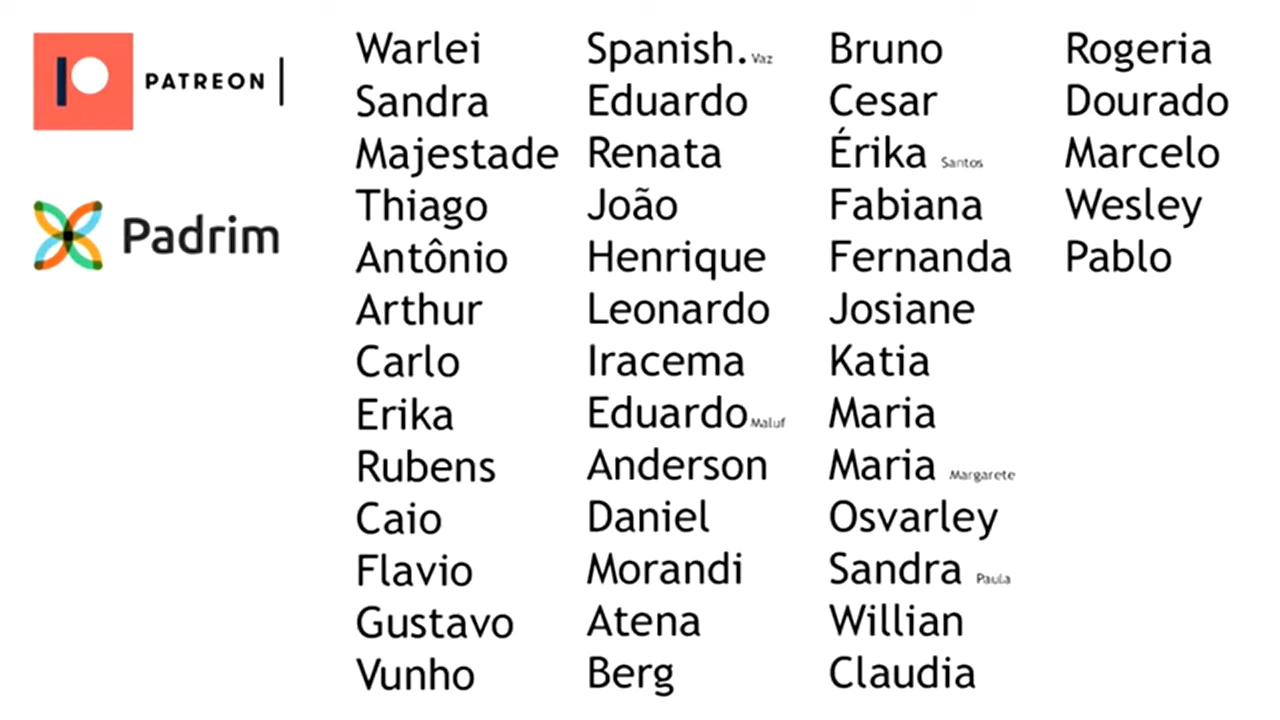 PATREON
Padrim
Warlei
Sandra
Majestade
Thiago
Antônio
Arthur
Carlo
Erika
Rubens
Caio
Flavio
Gustavo
Vunho
Spanish. Vaz
Eduardo
Renata
João
Henrique
Leonardo
Iracema
Eduardo Maluf
Anderson
Daniel
Morandi
Atena
Berg
Bruno
Cesar
Érika Santos
Fabiana
Fernanda
Josiane
Katia
Maria
Maria Margarete
Osvarley
Sandra Paula
Willian
Claudia
Rogeria
Dourado
Marcelo
Wesley
Pablo